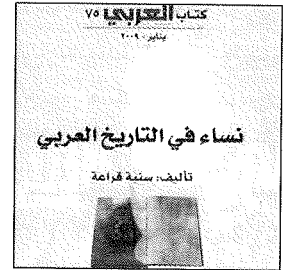 كتاب العربي ٧٥
يناير - ٢٠٠٩
نساء في التاريخ العربي
تأليف: سنية قراعة